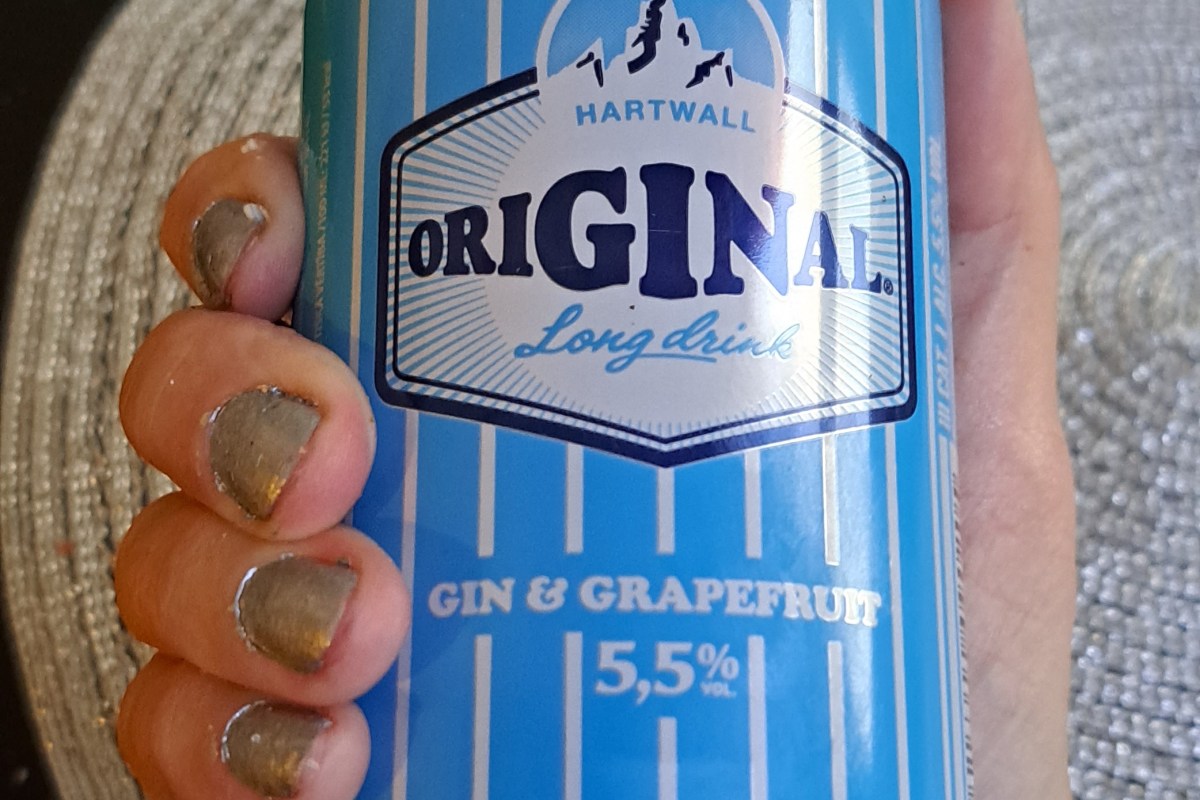 HARTWALL
ORIGINAL®
Long drink
GIN & GRAPEFRUIT
5,5%
VOL.